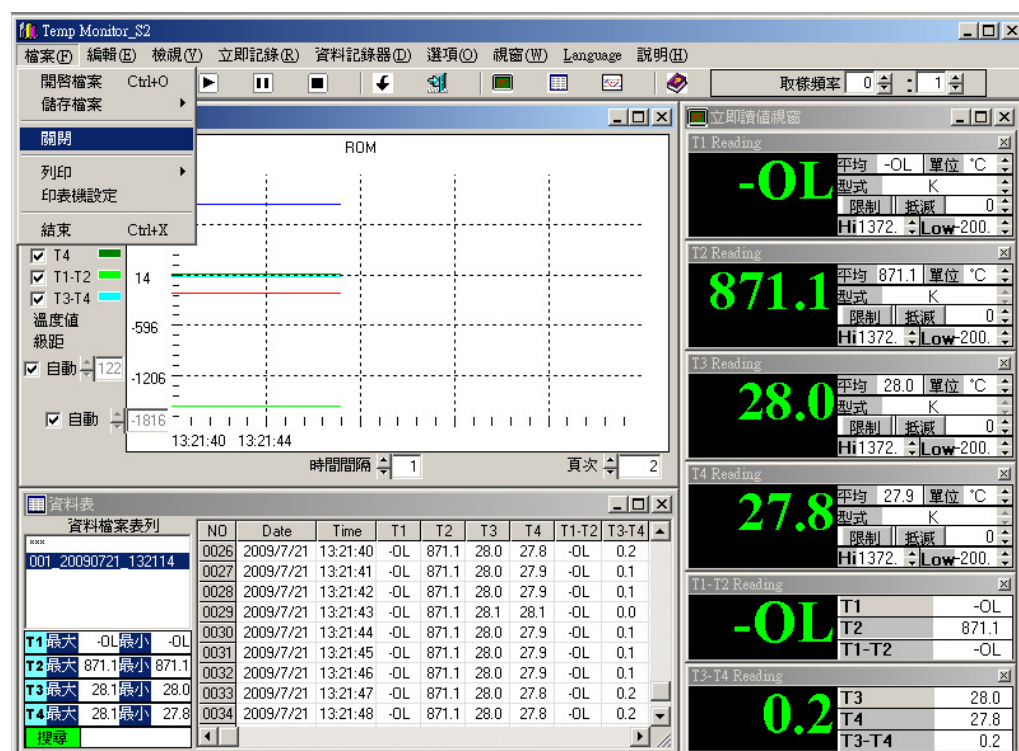 Temp Monitor_S2
檔案(F) 編輯(E) 檢視(V) 立即記錄(R) 資料記錄器(D) 選項(O) 視窗(W) Language 說明(H)
開啓檔案 Ctrl+O
儲存檔案
關閉
列印
印表機設定
結束 Ctrl+X
取樣頻率 0 : 1
ROM
T4
T1-T2
T3-T4
溫度值
級距
自動 122
自動 -1816
14
-596
-1206
13:21:40 13:21:44
時間間隔 1 頁次 2
資料表
資料檔案表列
***
001_20090721_132114
T1最大 -OL最小 -OL
T2最大 871.1最小 871.1
T3最大 28.1最小 28.0
T4最大 28.1最小 27.8
搜尋
NO Date Time T1 T2 T3 T4 T1-T2 T3-T4
0026 2009/7/21 13:21:40 -OL 871.1 28.0 27.8 -OL 0.2
0027 2009/7/21 13:21:41 -OL 871.1 28.0 27.9 -OL 0.1
0028 2009/7/21 13:21:42 -OL 871.1 28.0 27.9 -OL 0.1
0029 2009/7/21 13:21:43 -OL 871.1 28.1 28.1 -OL 0.0
0030 2009/7/21 13:21:44 -OL 871.1 28.0 27.9 -OL 0.1
0031 2009/7/21 13:21:45 -OL 871.1 28.0 27.9 -OL 0.1
0032 2009/7/21 13:21:46 -OL 871.1 28.0 27.9 -OL 0.1
0033 2009/7/21 13:21:47 -OL 871.1 28.0 27.8 -OL 0.2
0034 2009/7/21 13:21:48 -OL 871.1 28.0 27.8 -OL 0.2
立即讀值視窗
T1 Reading
-OL
平均 -OL 單位 °C
型式 K
限制 抵減 0
Hi1372. Low-200.
T2 Reading
871.1
平均 871.1 單位 °C
型式 K
限制 抵減 0
Hi1372. Low-200.
T3 Reading
28.0
平均 28.0 單位 °C
型式 K
限制 抵減 0
Hi1372. Low-200.
T4 Reading
27.8
平均 27.9 單位 °C
型式 K
限制 抵減 0
Hi1372. Low-200.
T1-T2 Reading
-OL
T1 -OL
T2 871.1
T1-T2 -OL
T3-T4 Reading
0.2
T3 28.0
T4 27.8
T3-T4 0.2